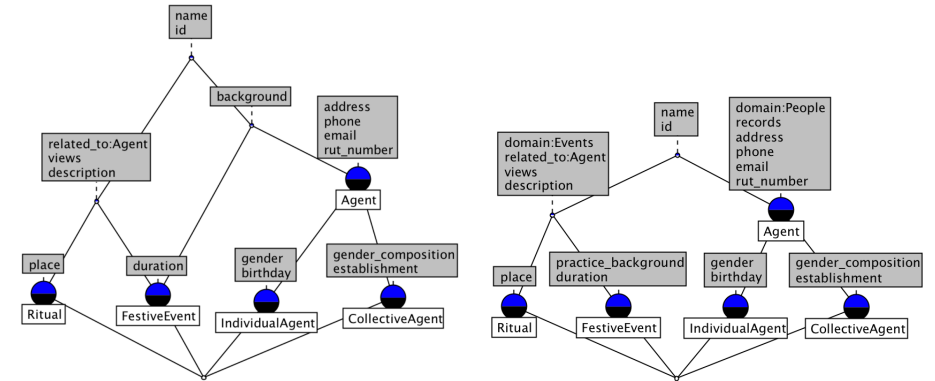 name
id
background
address
phone
email
rut_number
related_to:Agent
views
description
Agent
place
duration
gender
birthday
gender_composition
establishment
Ritual
FestiveEvent
IndividualAgent
CollectiveAgent
name
id
domain:People
records
address
phone
email
rut_number
domain:Events
related_to:Agent
views
description
Agent
place
practice_background
duration
gender
birthday
gender_composition
establishment
Ritual
FestiveEvent
IndividualAgent
CollectiveAgent